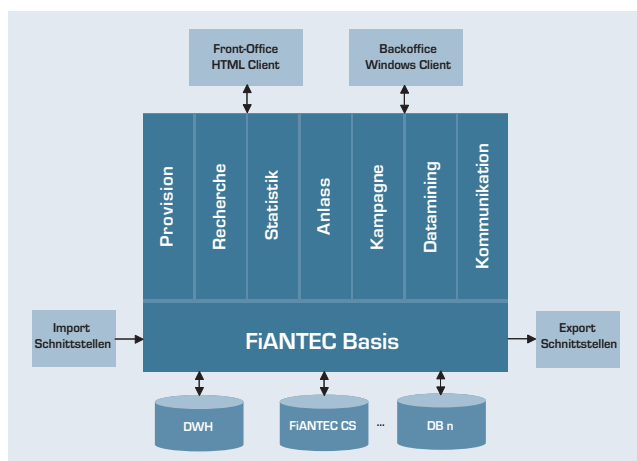 Front-Office
HTML Client
Backoffice
Windows Client
Provision
Recherche
Statistik
Anlass
Kampagne
Datamining
Kommunikation
Import
Schnittstellen
FiANTEC Basis
Export
Schnittstellen
DWH
FiANTEC CS
...
DB n